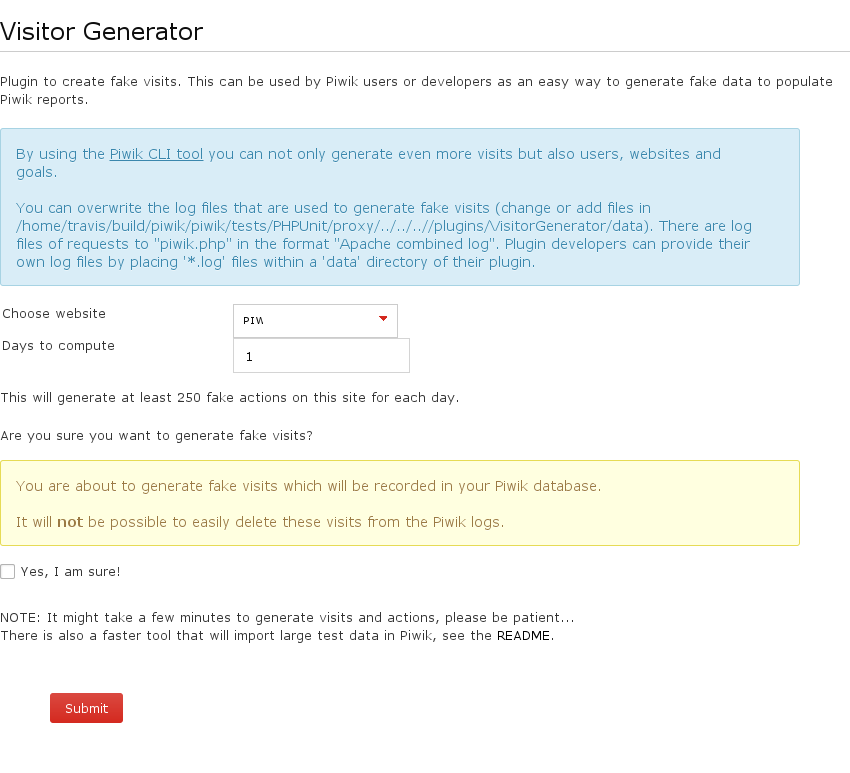 Visitor Generator
Plugin to create fake visits. This can be used by Piwik users or developers as an easy way to generate fake data to populate
Piwik reports.
By using the Piwik CLI tool you can not only generate even more visits but also users, websites and
goals.
You can overwrite the log files that are used to generate fake visits (change or add files in
/home/travis/build/piwik/piwik/tests/PHPUnit/proxy/../../..//plugins/VisitorGenerator/data). There are log
files of requests to "piwik.php" in the format "Apache combined log". Plugin developers can provide their
own log files by placing '*.log' files within a 'data' directory of their plugin.
Choose website PIW
Days to compute 1
This will generate at least 250 fake actions on this site for each day.
Are you sure you want to generate fake visits?
You are about to generate fake visits which will be recorded in your Piwik database.
It will not be possible to easily delete these visits from the Piwik logs.
Yes, I am sure!
NOTE: It might take a few minutes to generate visits and actions, please be patient...
There is also a faster tool that will import large test data in Piwik, see the README.
Submit